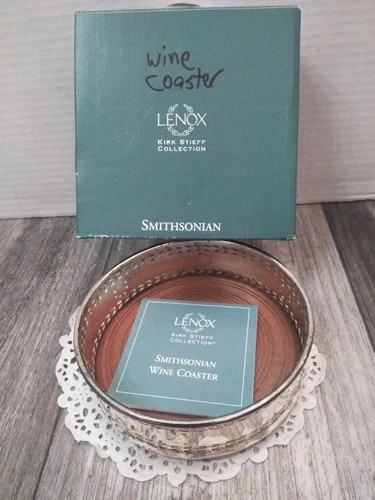 wine
coaster
LENOX
KIRK STIEFF
COLLECTION
SMITHSONIAN
LENOX
KIRK STIEFF
COLLECTION®
SMITHSONIAN
WINE COASTER